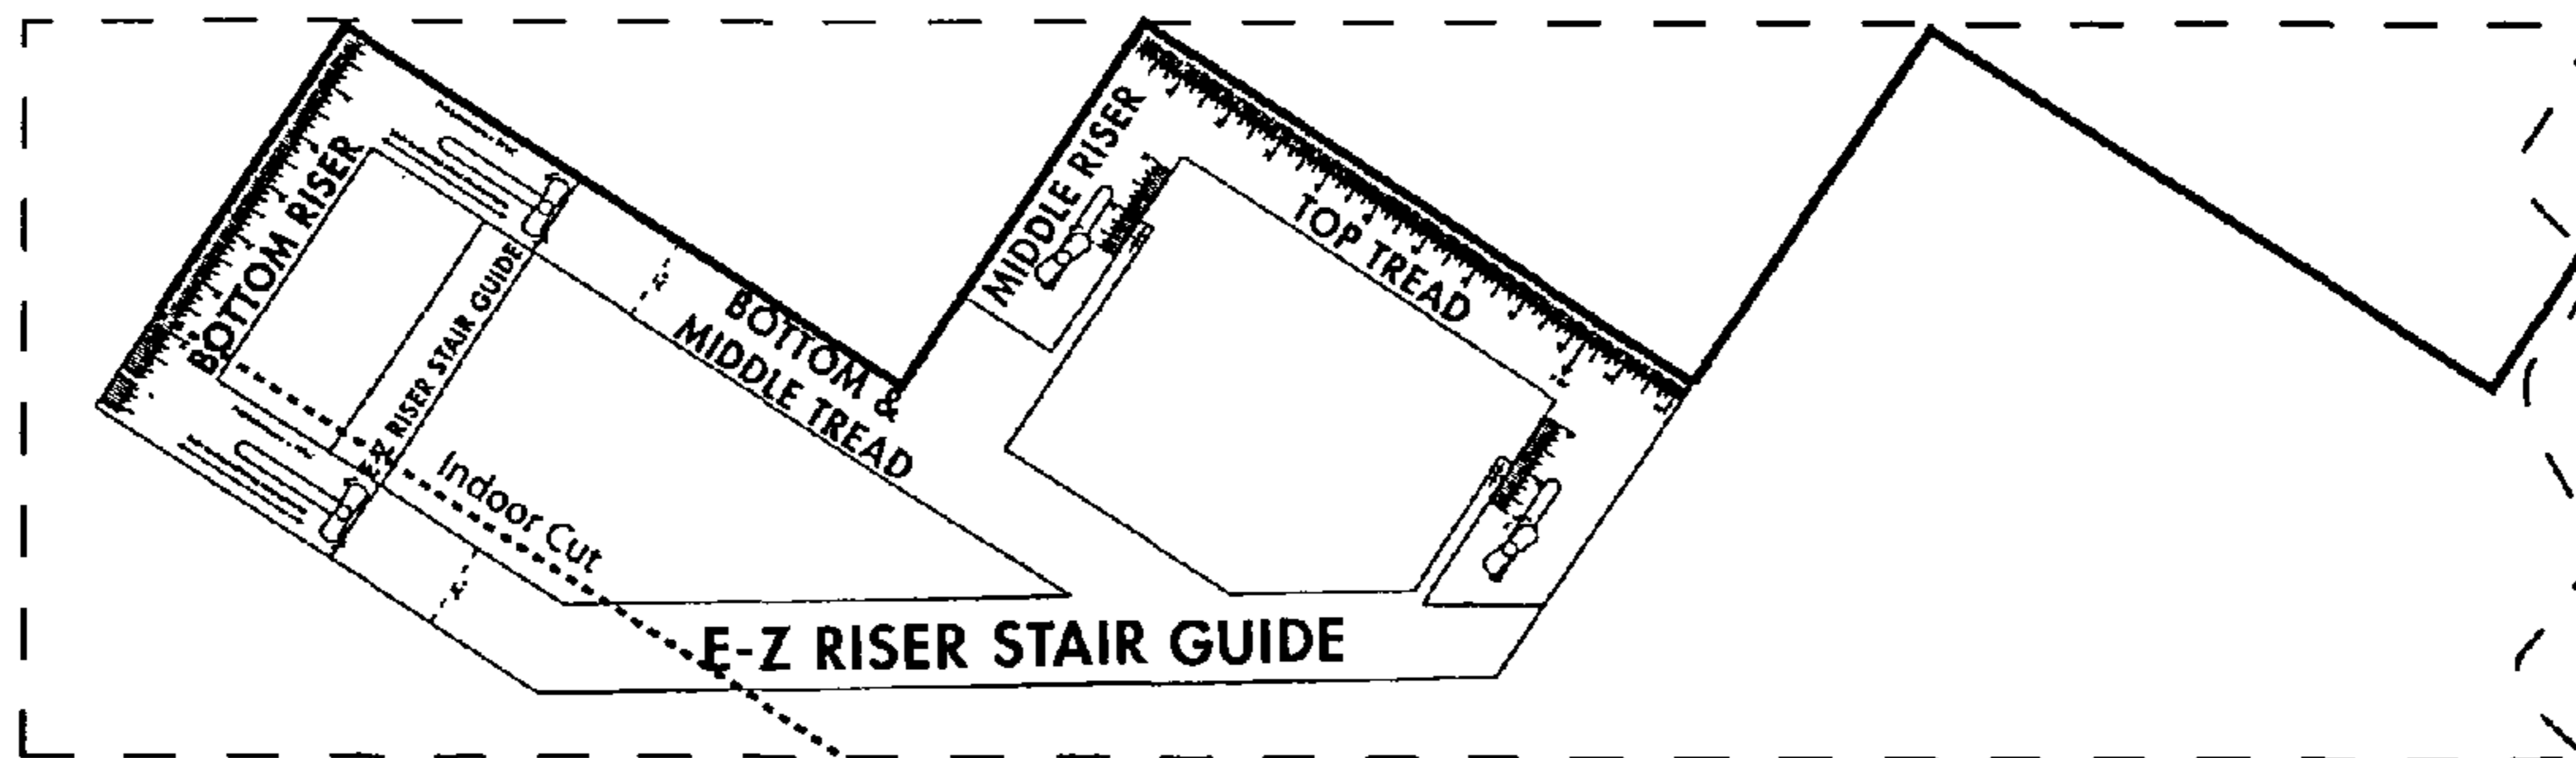 BOTTOM RISER
E-Z RISER STAIR GUIDE
BOTTOM &
MIDDLE TREAD
MIDDLE RISER
TOP TREAD
Indoor Cut
E-Z RISER STAIR GUIDE